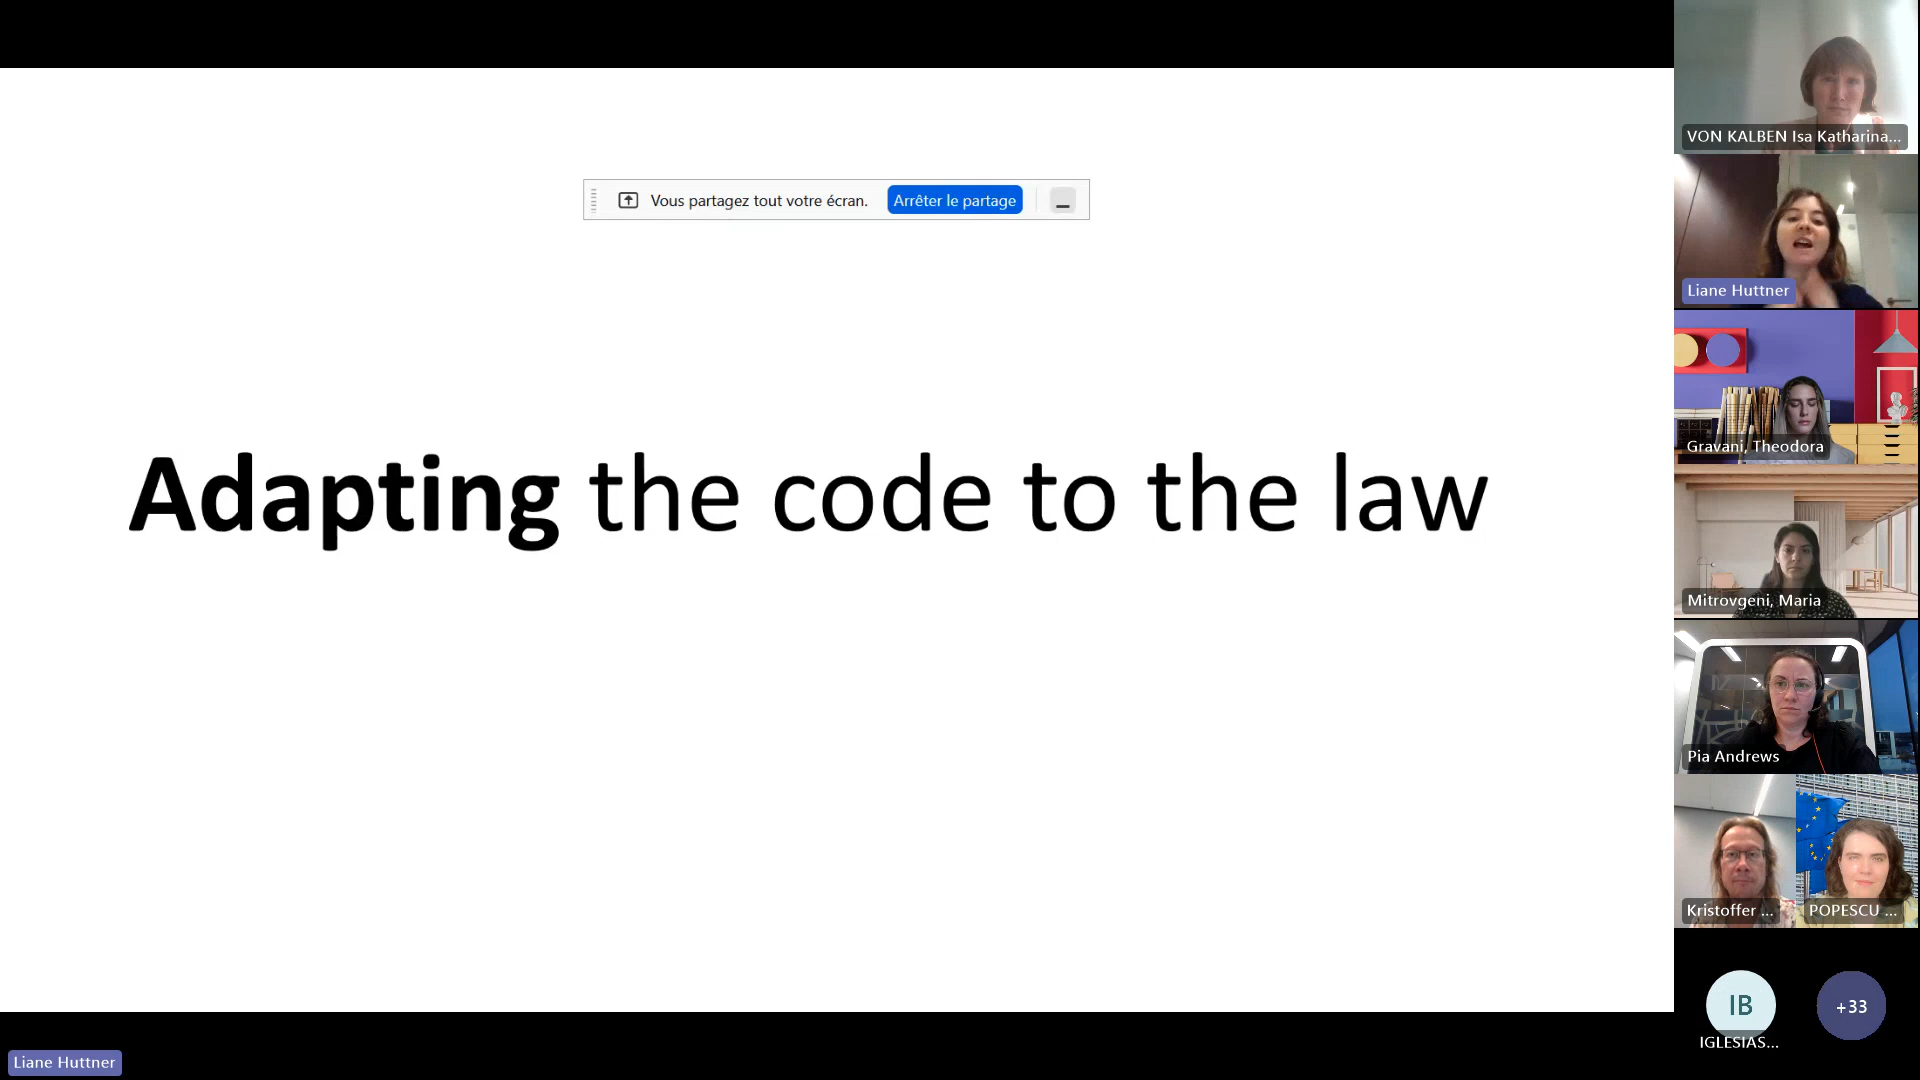 Vous partagez tout votre écran. Arrêter le partage
Adapting the code to the law
VON KALBEN Isa Katharina...
Liane Huttner
Gravani, Theodora
Mitrovgeni, Maria
Pia Andrews
Kristoffer ...
POPESCU ...
IB
+33
IGLESIAS...
Liane Huttner